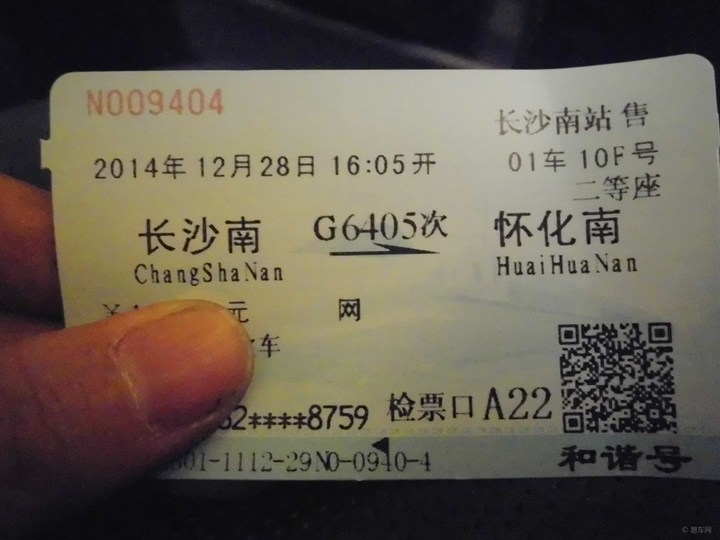 N009404
长沙南站 售
2014年 12月 28日 16:05开
01车 10F号
二等座
长沙南 G6405次 怀化南
ChangShaNan HuaiHuaNan
元 网
车
2****8759 检票口 A22
01-1112-29N0-0940-4
和谐号